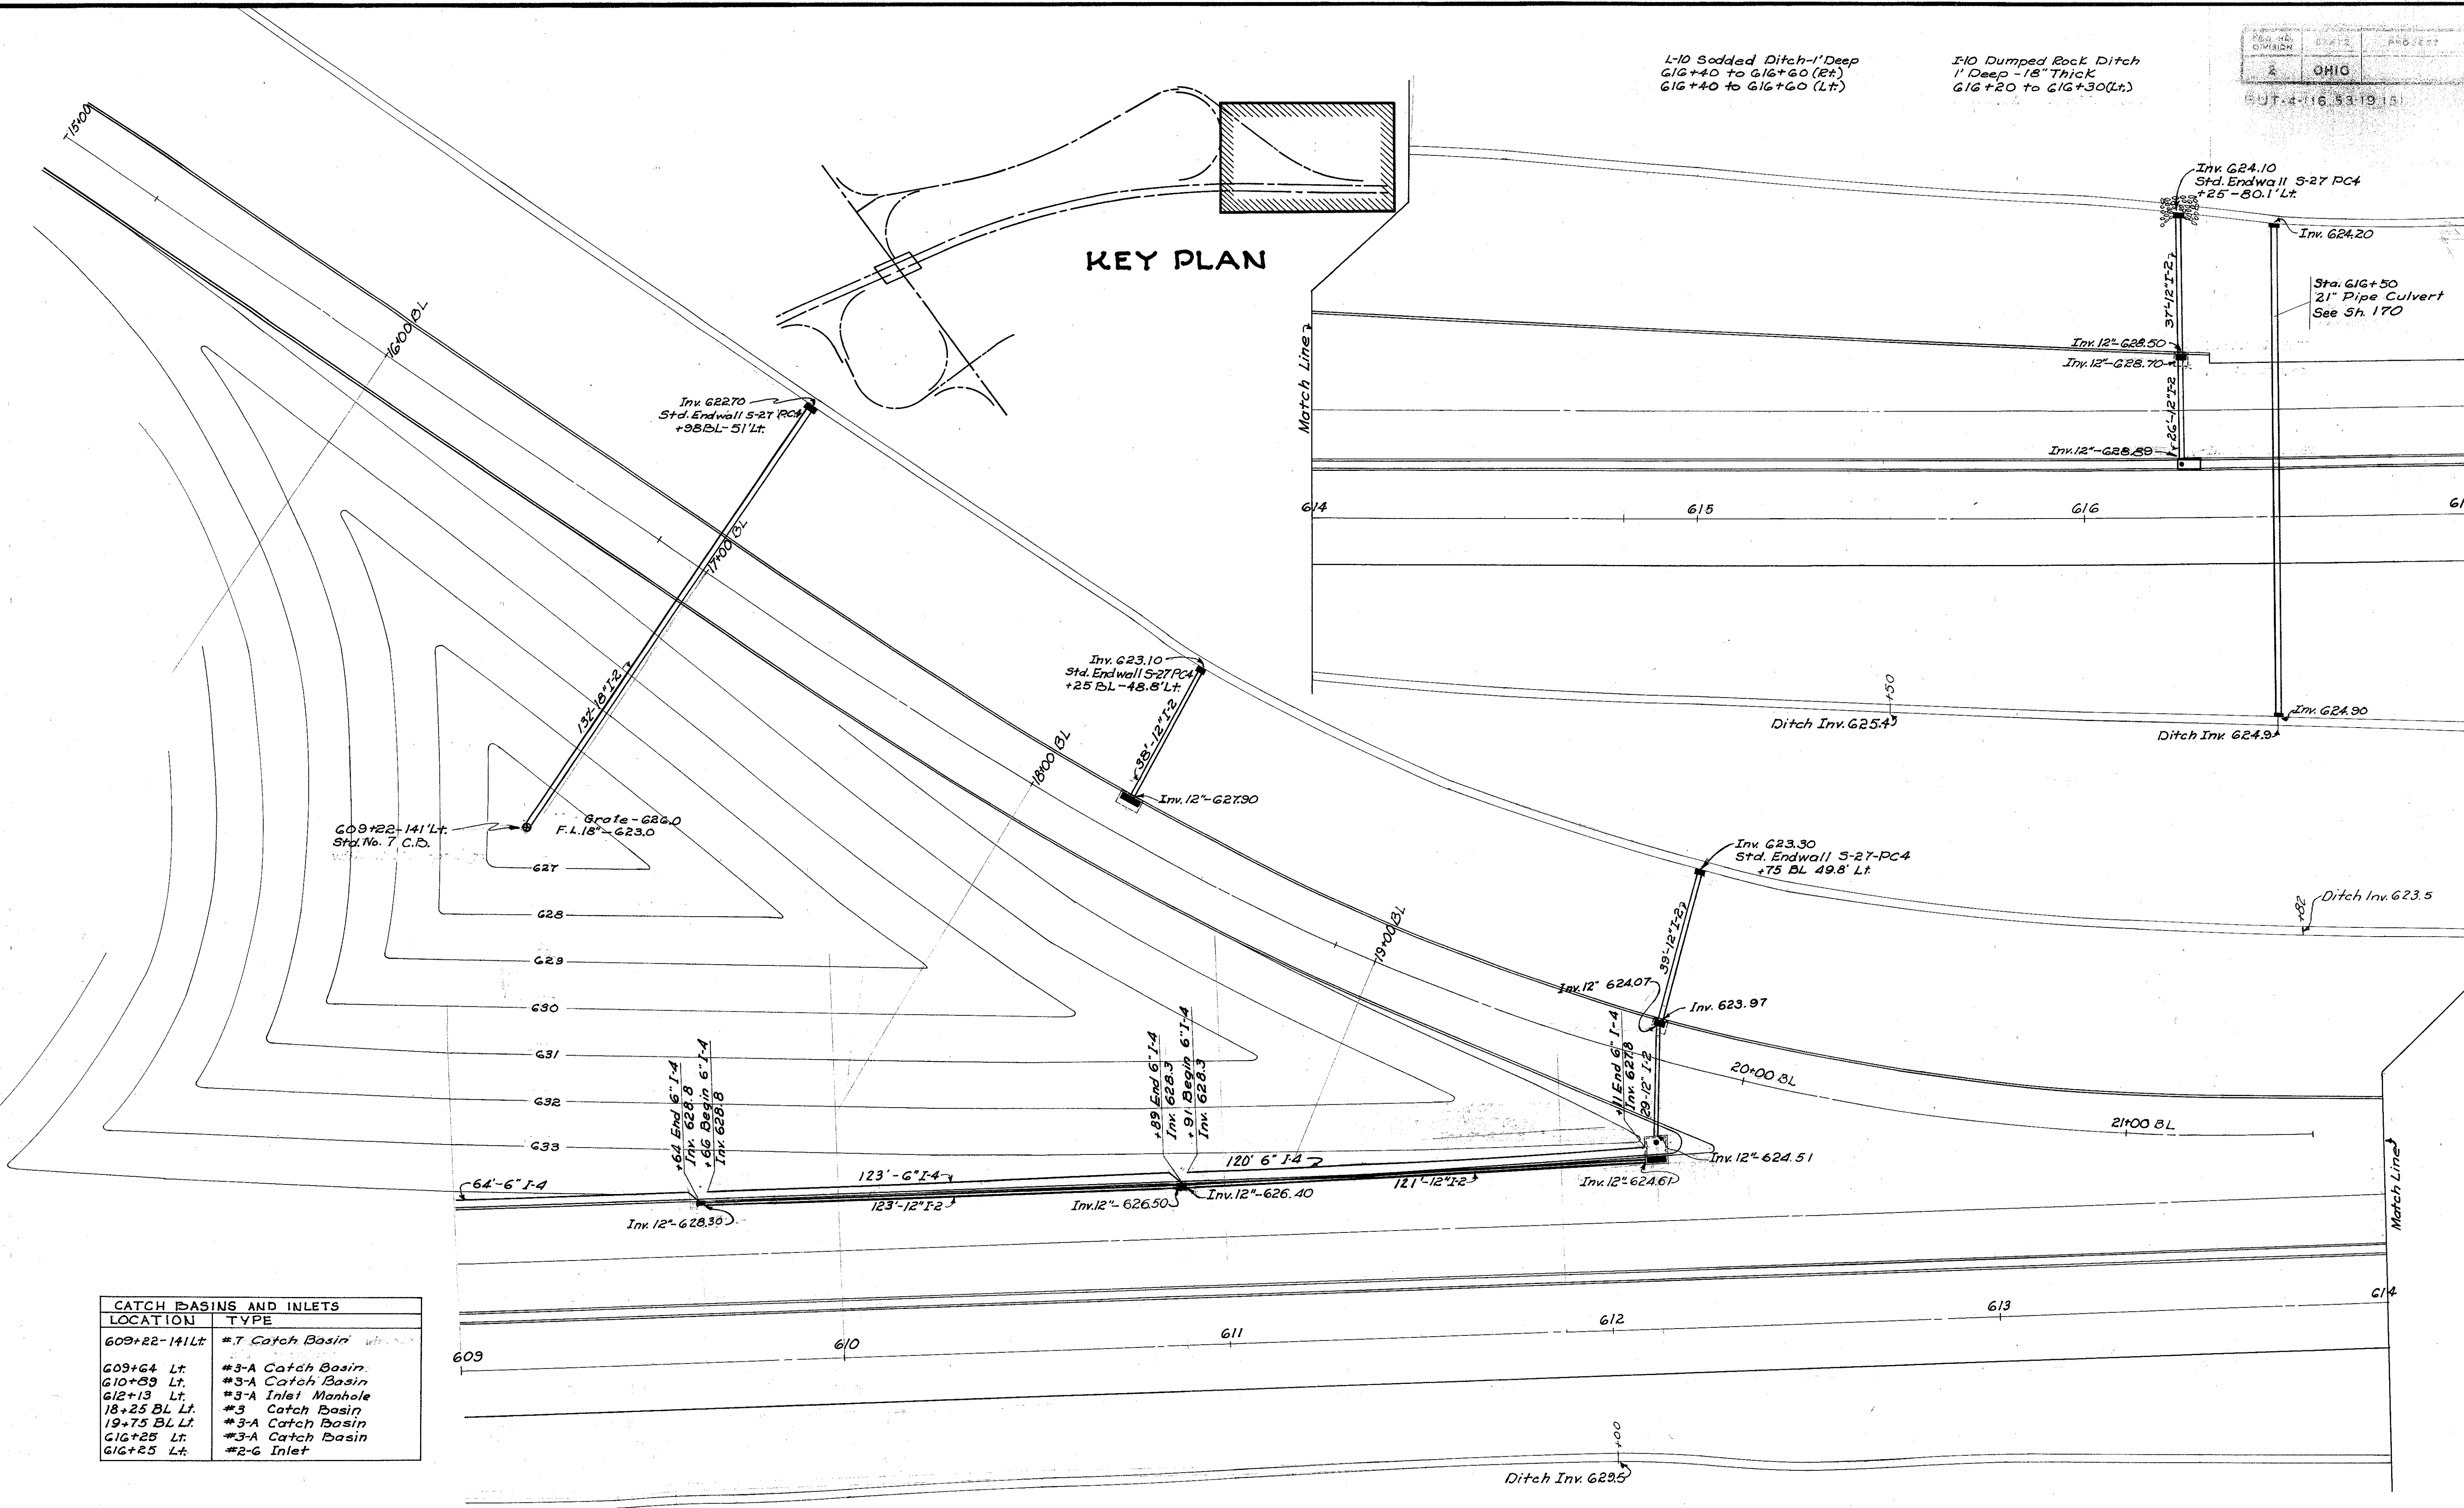 L-10 Sodded Ditch-1' Deep
616+40 to 616+60 (Rt.)
616+40 to 616+60 (Lt.)
I-10 Dumped Rock Ditch
1' Deep - 18" Thick
616+20 to 616+30 (Lt.)
FED. RD.
DIVISION
STATE
PROJECT
2
OHIO
KEY PLAN
15+00
16+00 BL
17+00 BL
18+00 BL
19+00 BL
20+00 BL
21+00 BL
Inv. 622.70
Std. Endwall S-27 PC4
+98BL-51' Lt.
132'-18" I-2
609+22-141' Lt.
Std. No. 7 C.B.
Grate-626.0
F.L. 18"-623.0
627
628
629
630
631
632
633
Inv. 623.10
Std. Endwall S-27 PC4
+25 BL-48.8' Lt.
38'-12" I-2
Inv. 12"-627.90
Inv. 623.30
Std. Endwall S-27-PC4
+75 BL 49.8' Lt.
39'-12" I-2
Inv. 12" 624.07
Inv. 623.97
+11 End 6" I-4
Inv. 627.8
29-12" I-2
Inv. 12"-624.51
Inv. 12" 624.61
+82
Ditch Inv. 623.5
+64 End 6" I-4
Inv. 628.8
+66 Begin 6" I-4
Inv. 628.8
+89 End 6" I-4
Inv. 628.3
+91 Begin 6" I-4
Inv. 628.3
64'-6" I-4
123'-6" I-4
120' 6" I-4
123'-12" I-2
121'-12" I-2
Inv. 12"-628.30
Inv. 12"-626.50
Inv. 12"-626.40
Match Line
609
610
611
612
613
614
+00
Ditch Inv. 629.5
Match Line
Inv. 624.10
Std. Endwall S-27 PC4
+25-80.1' Lt.
Inv. 624.20
37'-12" I-2
Sta. 616+50
21" Pipe Culvert
See Sh. 170
Inv. 12"-628.50
Inv. 12"-628.70
26'-12" I-2
Inv. 12"-628.89
614
615
616
61
+50
Ditch Inv. 625.4
Inv. 624.90
Ditch Inv. 624.9
CATCH BASINS AND INLETS
LOCATION TYPE
609+22-141 Lt. #7 Catch Basin
609+64 Lt. #3-A Catch Basin
610+89 Lt. #3-A Catch Basin
612+13 Lt. #3-A Inlet Manhole
18+25 BL Lt. #3 Catch Basin
19+75 BL Lt. #3-A Catch Basin
616+25 Lt. #3-A Catch Basin
616+25 Lt. #2-6 Inlet